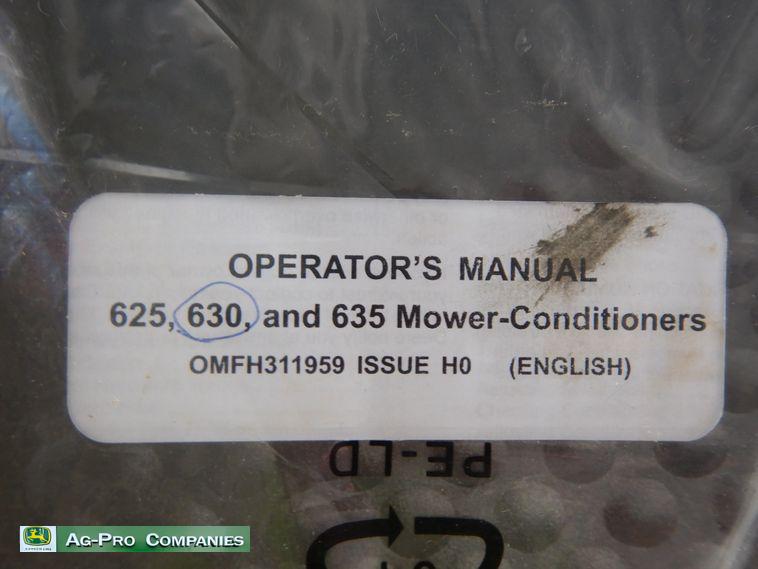 OPERATOR'S MANUAL
625, 630, and 635 Mower-Conditioners
OMFH311959 ISSUE H0 (ENGLISH)
PE-LD
AG-PRO COMPANIES